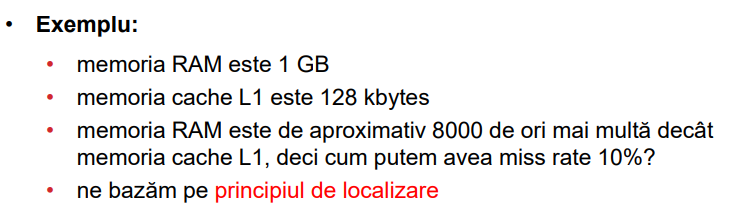 • Exemplu:
• memoria RAM este 1 GB
• memoria cache L1 este 128 kbytes
• memoria RAM este de aproximativ 8000 de ori mai multă decât
memoria cache L1, deci cum putem avea miss rate 10%?
• ne bazăm pe principiul de localizare